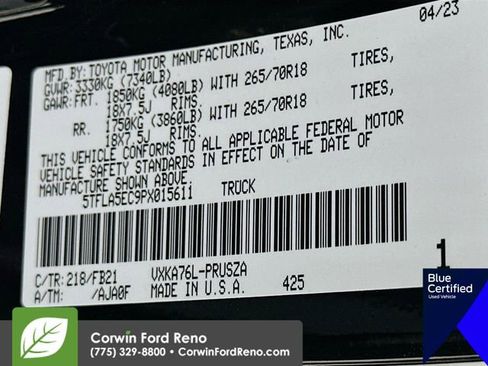 04/23
MFD.BY:TOYOTA MOTOR MANUFACTURING, TEXAS, INC.
GVWR:3330KG (7340LB)
GAWR:FRT. 1850KG (4080LB) WITH 265/70R18 TIRES,
18X7.5J RIMS.
RR. 1750KG (3860LB) WITH 265/70R18 TIRES,
18X7.5J RIMS.
THIS VEHICLE CONFORMS TO ALL APPLICABLE FEDERAL MOTOR
VEHICLE SAFETY STANDARDS IN EFFECT ON THE DATE OF
MANUFACTURE SHOWN ABOVE.
5TFLA5EC9PX015611 TRUCK
C/TR:218/FB21 VXKA76L-PRUSZA
A/TM: /AJA0F MADE IN U.S.A. 425
1
Blue
Certified
Used Vehicle
Corwin Ford Reno
(775) 329-8800 • CorwinFordReno.com